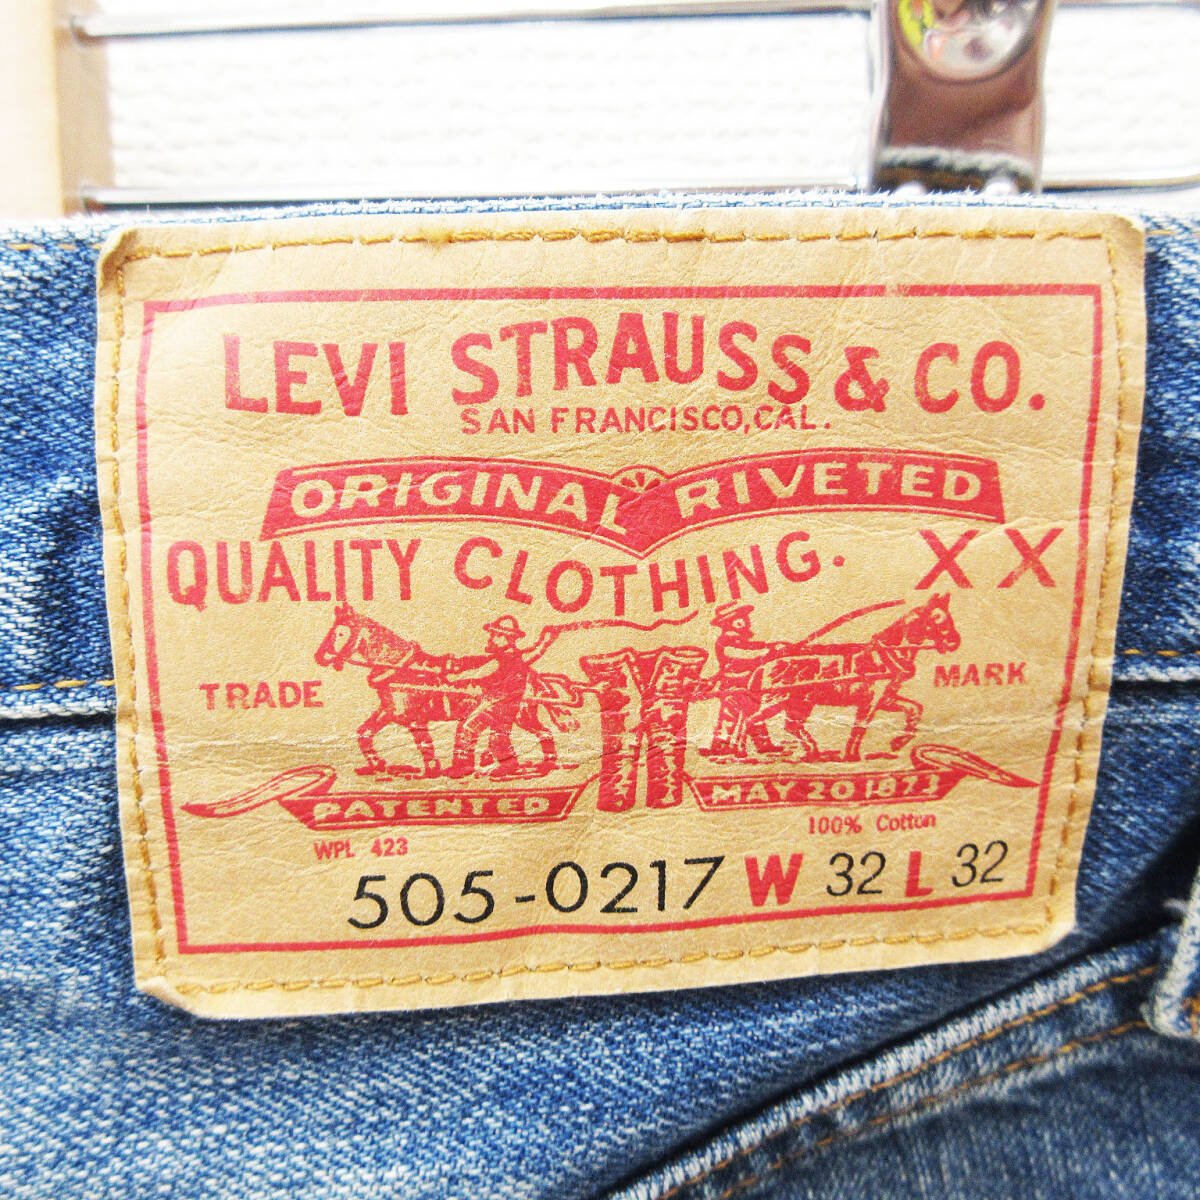 LEVI STRAUSS & CO.
SAN FRANCISCO, CAL.
ORIGINAL RIVETED
QUALITY CLOTHING. XX
TRADE MARK
PATENTED MAY 20 1873
WPL 423 100% Cotton
505-0217 W 32 L 32